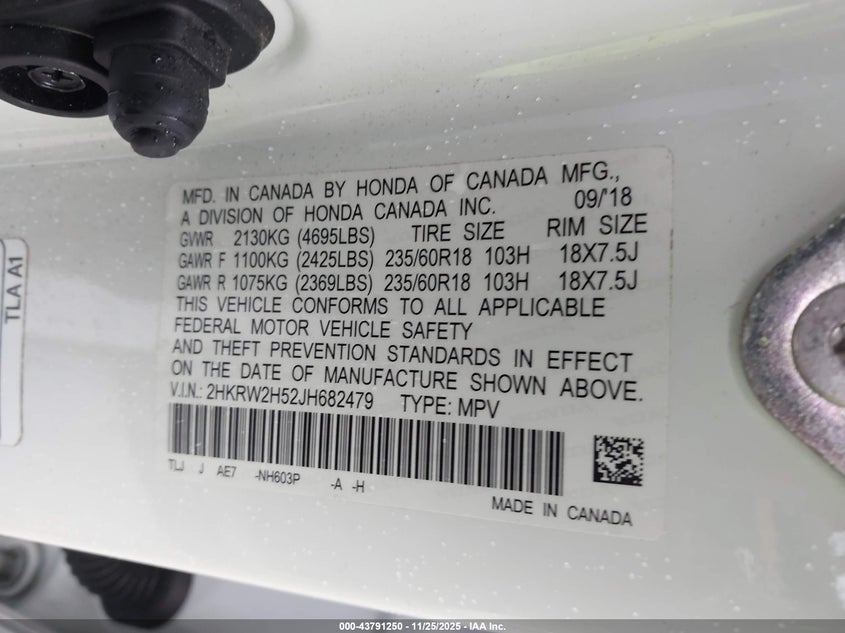 MFD. IN CANADA BY HONDA OF CANADA MFG.,
A DIVISION OF HONDA CANADA INC. 09/'18
GVWR 2130KG (4695LBS) TIRE SIZE RIM SIZE
GAWR F 1100KG (2425LBS) 235/60R18 103H 18X7.5J
GAWR R 1075KG (2369LBS) 235/60R18 103H 18X7.5J
THIS VEHICLE CONFORMS TO ALL APPLICABLE
FEDERAL MOTOR VEHICLE SAFETY
AND THEFT PREVENTION STANDARDS IN EFFECT
ON THE DATE OF MANUFACTURE SHOWN ABOVE.
V.I.N.: 2HKRW2H52JH682479 TYPE: MPV
TLJ J AE7 -NH603P -A -H
MADE IN CANADA
TLA A1
000-43791250 - 11/25/2025 - IAA Inc.